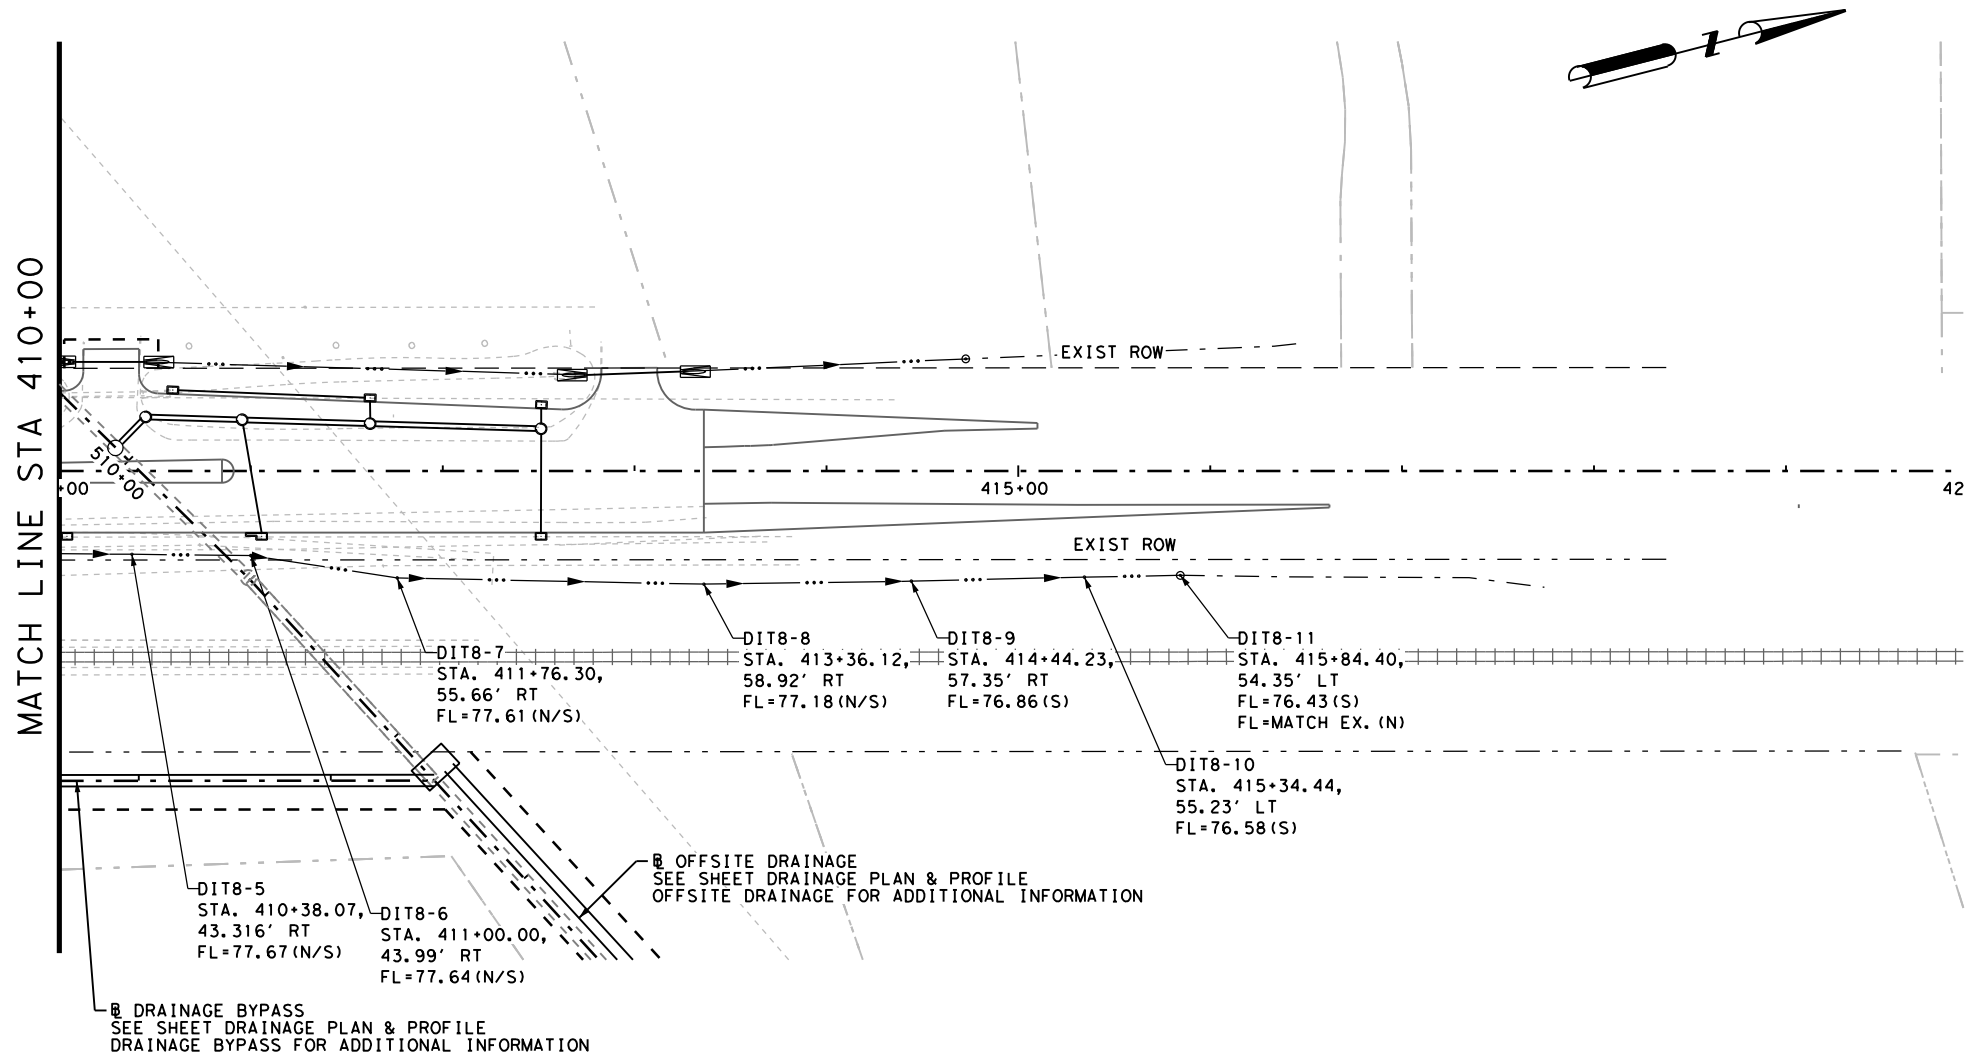 MATCH LINE STA 410+00
Z
EXIST ROW
510+00
+00
415+00
42
EXIST ROW
DIT8-7
STA. 411+76.30,
55.66' RT
FL=77.61(N/S)
DIT8-8
STA. 413+36.12,
58.92' RT
FL=77.18(N/S)
DIT8-9
STA. 414+44.23,
57.35' RT
FL=76.86(S)
DIT8-11
STA. 415+84.40,
54.35' LT
FL=76.43(S)
FL=MATCH EX.(N)
DIT8-10
STA. 415+34.44,
55.23' LT
FL=76.58(S)
BL OFFSITE DRAINAGE
SEE SHEET DRAINAGE PLAN & PROFILE
OFFSITE DRAINAGE FOR ADDITIONAL INFORMATION
DIT8-5
STA. 410+38.07,
43.316' RT
FL=77.67(N/S)
DIT8-6
STA. 411+00.00,
43.99' RT
FL=77.64(N/S)
BL DRAINAGE BYPASS
SEE SHEET DRAINAGE PLAN & PROFILE
DRAINAGE BYPASS FOR ADDITIONAL INFORMATION